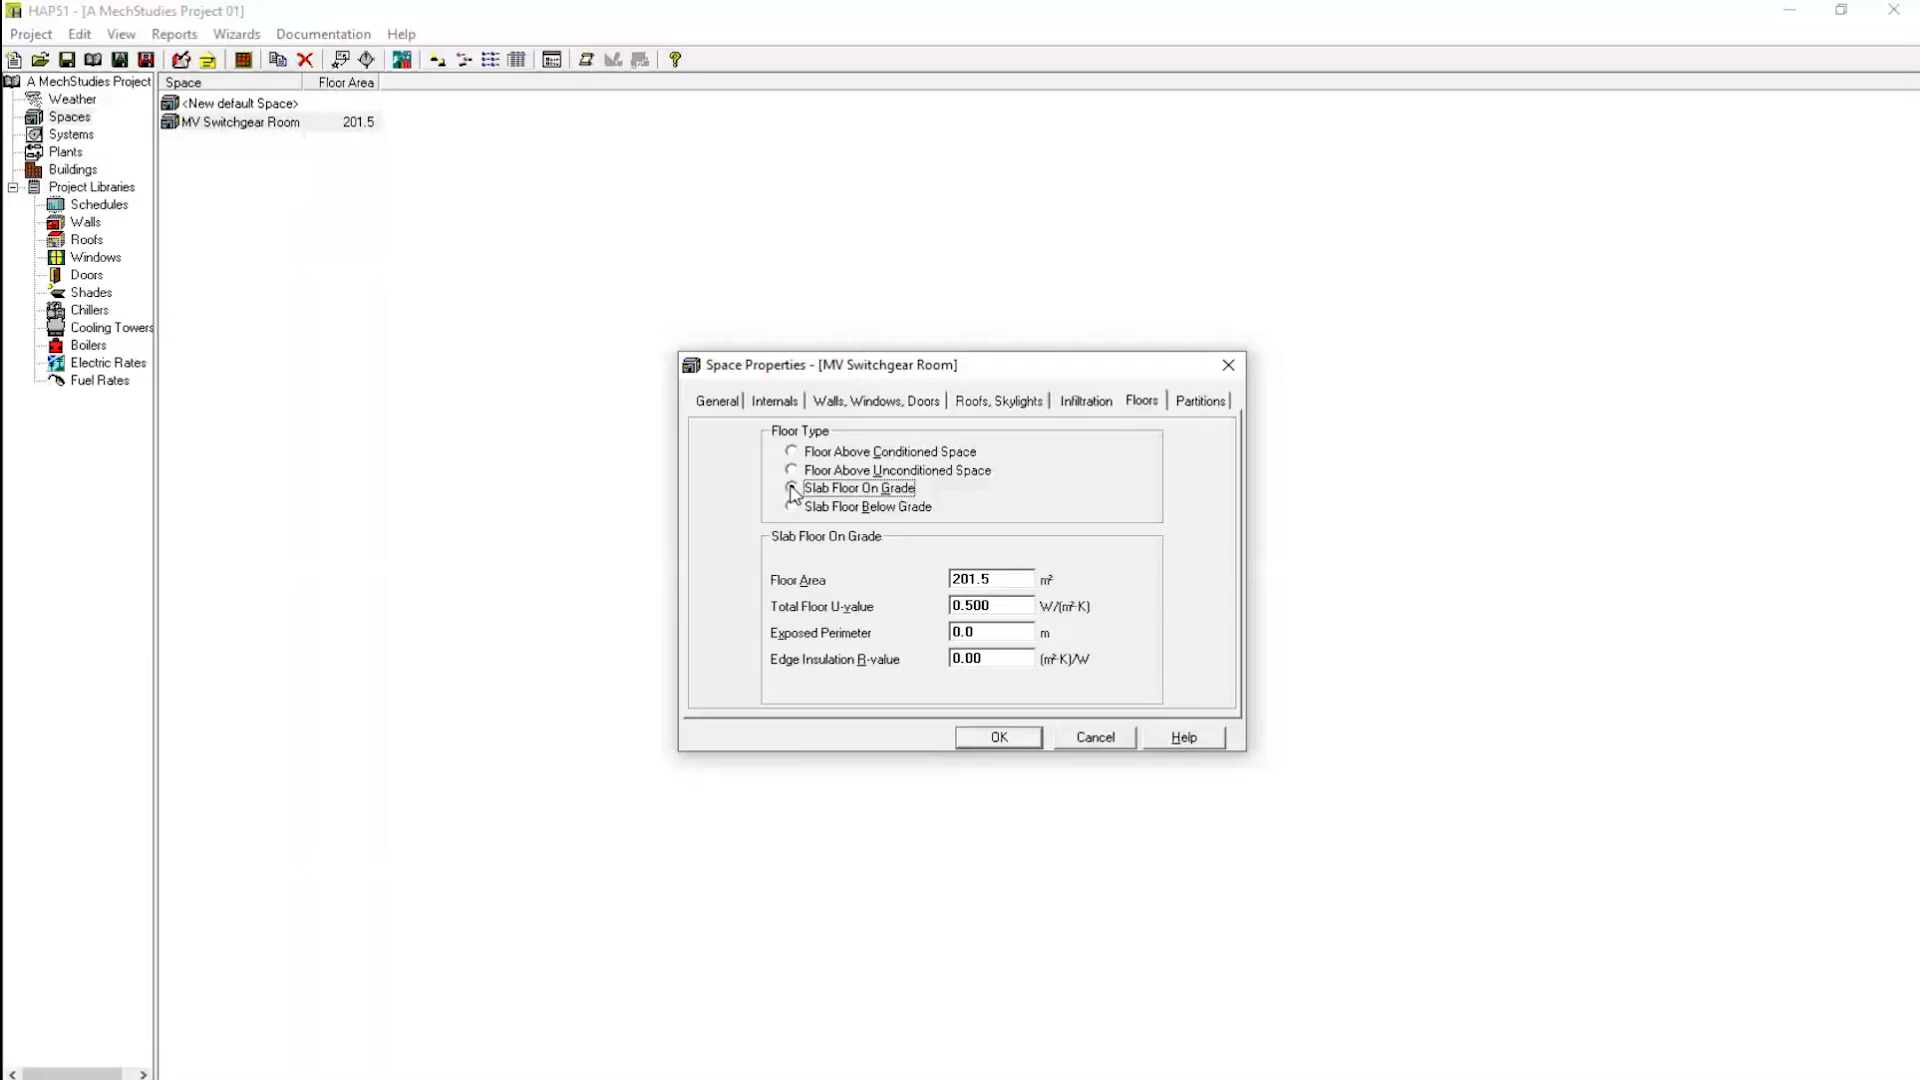 HAP51 - [A MechStudies Project 01]
Project Edit View Reports Wizards Documentation Help
A MechStudies Project
Weather
Spaces
Systems
Plants
Buildings
Project Libraries
Schedules
Walls
Roofs
Windows
Doors
Shades
Chillers
Cooling Towers
Boilers
Electric Rates
Fuel Rates
Space Floor Area
<New default Space>
MV Switchgear Room 201.5
Space Properties - [MV Switchgear Room]
General Internals Walls, Windows, Doors Roofs, Skylights Infiltration Floors Partitions
Floor Type
Floor Above Conditioned Space
Floor Above Unconditioned Space
Slab Floor On Grade
Slab Floor Below Grade
Slab Floor On Grade
Floor Area 201.5 m²
Total Floor U-value 0.500 W/(m²·K)
Exposed Perimeter 0.0 m
Edge Insulation R-value 0.00 (m²·K)/W
OK Cancel Help